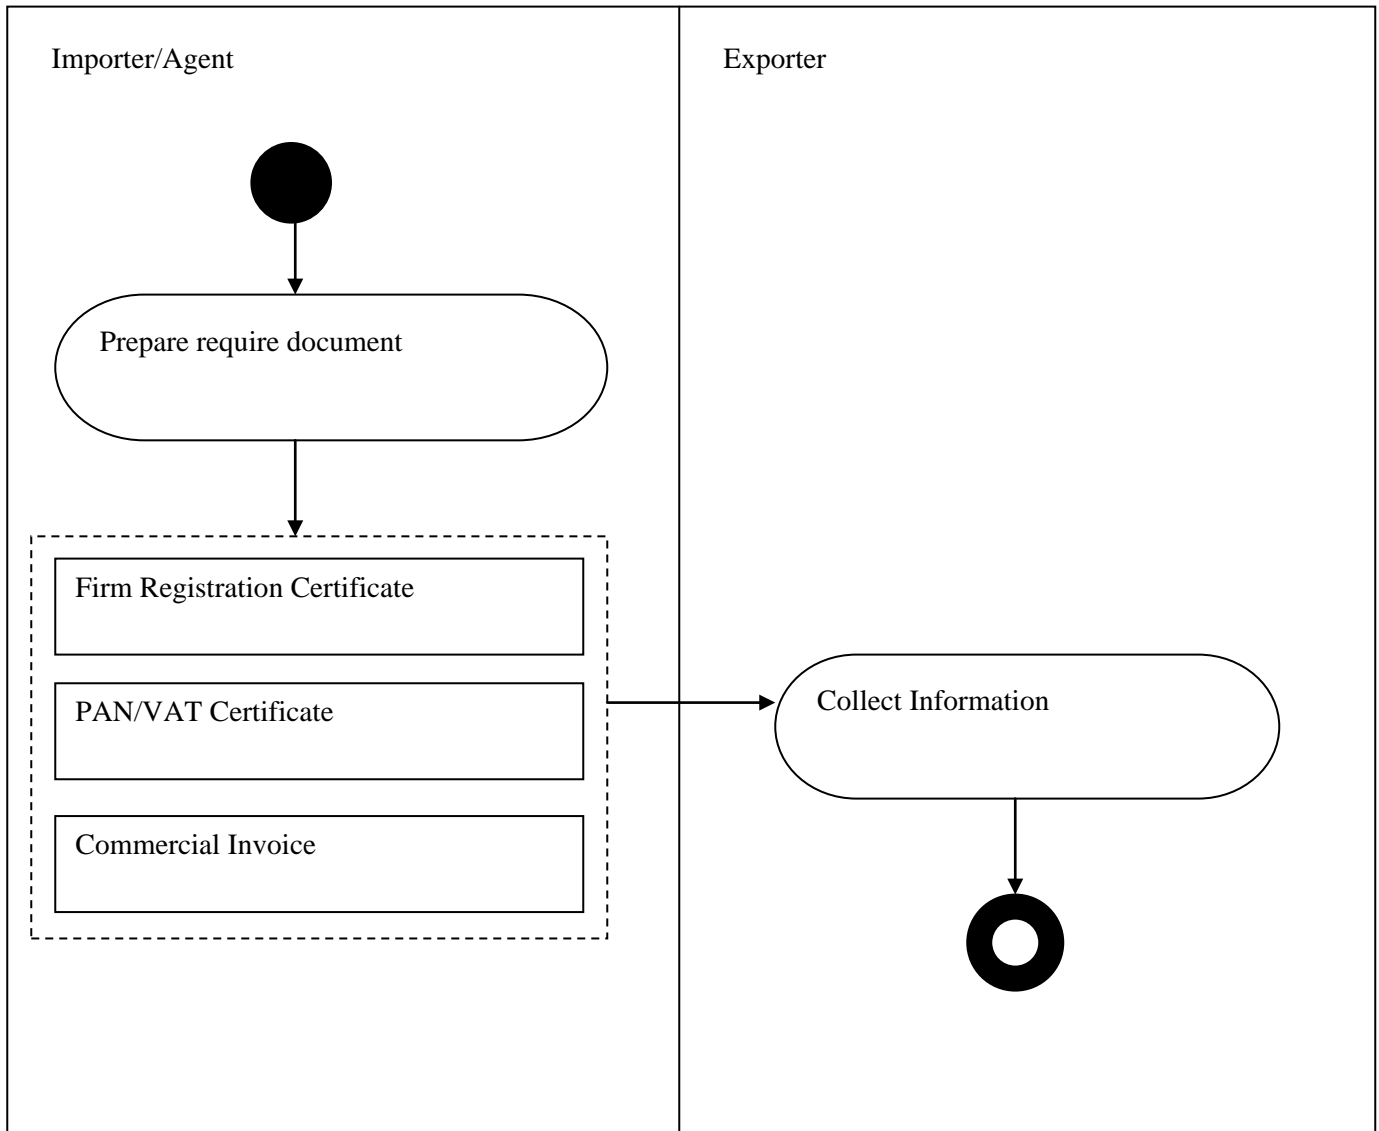 Importer/Agent
Exporter
Prepare require document
Firm Registration Certificate
PAN/VAT Certificate
Collect Information
Commercial Invoice